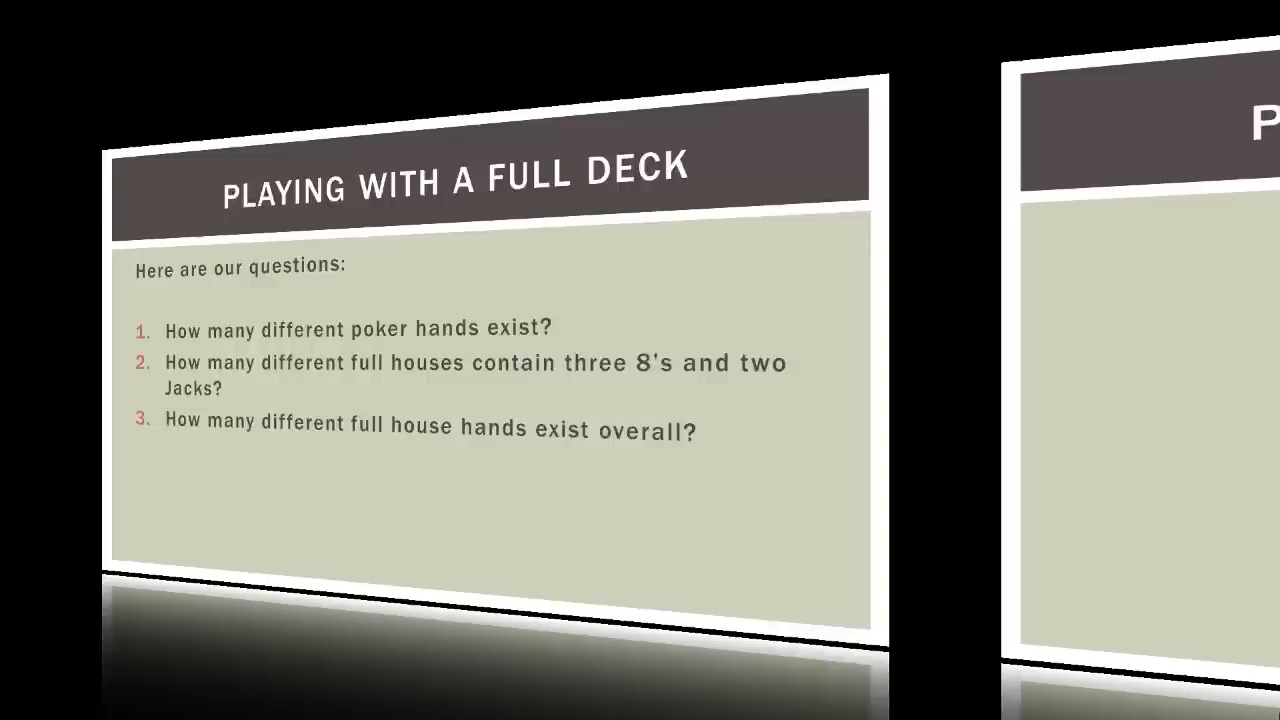 PLAYING WITH A FULL DECK
Here are our questions:
1. How many different poker hands exist?
2. How many different full houses contain three 8's and two
Jacks?
3. How many different full house hands exist overall?
P